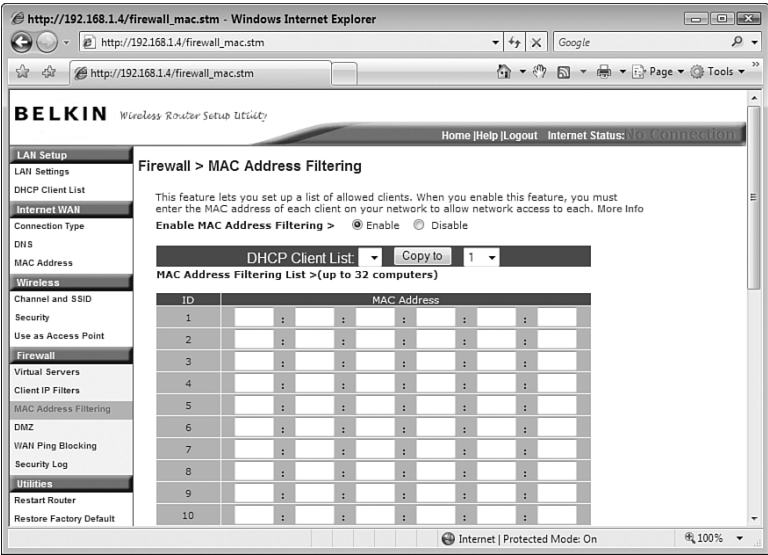 http://192.168.1.4/firewall_mac.stm - Windows Internet Explorer
http://192.168.1.4/firewall_mac.stm
Google
http://192.168.1.4/firewall_mac.stm
Page
Tools
BELKIN Wireless Router Setup Utility
Home |Help |Logout Internet Status: No Connection
LAN Setup
LAN Settings
DHCP Client List
Internet WAN
Connection Type
DNS
MAC Address
Wireless
Channel and SSID
Security
Use as Access Point
Firewall
Virtual Servers
Client IP Filters
MAC Address Filtering
DMZ
WAN Ping Blocking
Security Log
Utilities
Restart Router
Restore Factory Default
Firewall > MAC Address Filtering
This feature lets you set up a list of allowed clients. When you enable this feature, you must
enter the MAC address of each client on your network to allow network access to each. More Info
Enable MAC Address Filtering > Enable Disable
DHCP Client List: Copy to 1
MAC Address Filtering List >(up to 32 computers)
ID MAC Address
1 : : : : :
2 : : : : :
3 : : : : :
4 : : : : :
5 : : : : :
6 : : : : :
7 : : : : :
8 : : : : :
9 : : : : :
10 : : : : :
Internet | Protected Mode: On
100%